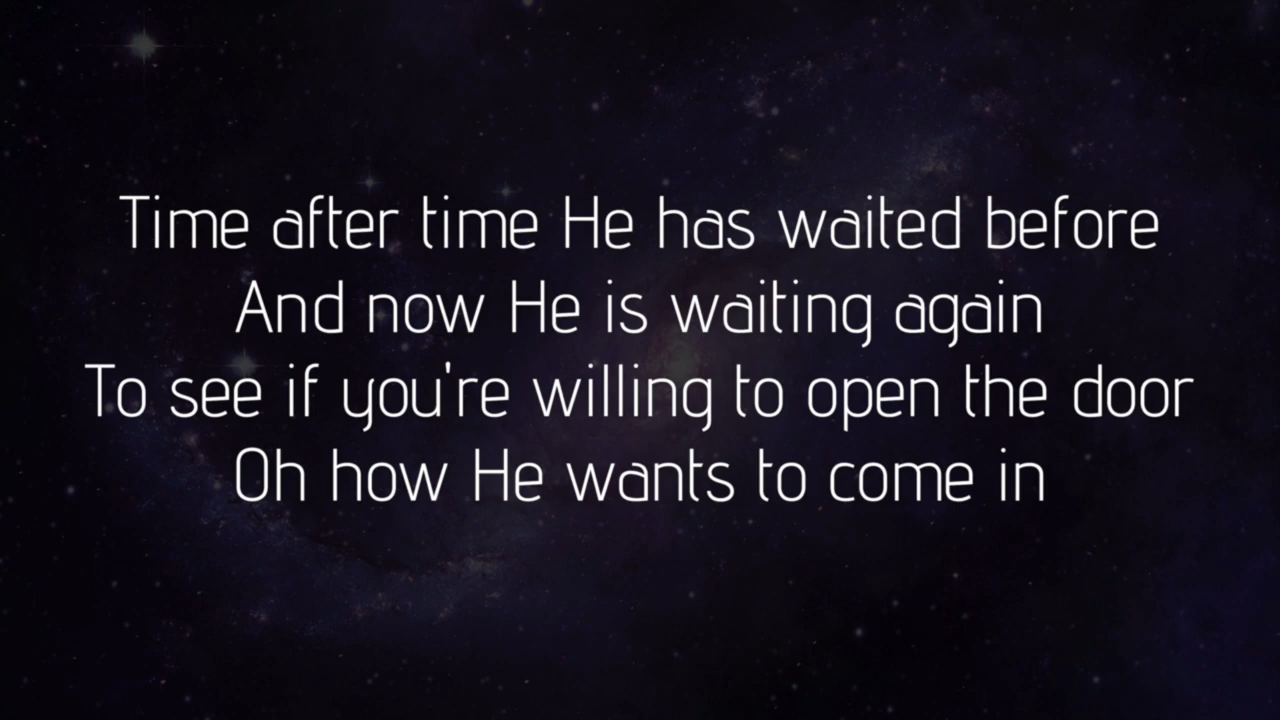 Time after time He has waited before
And now He is waiting again
To see if you're willing to open the door
Oh how He wants to come in